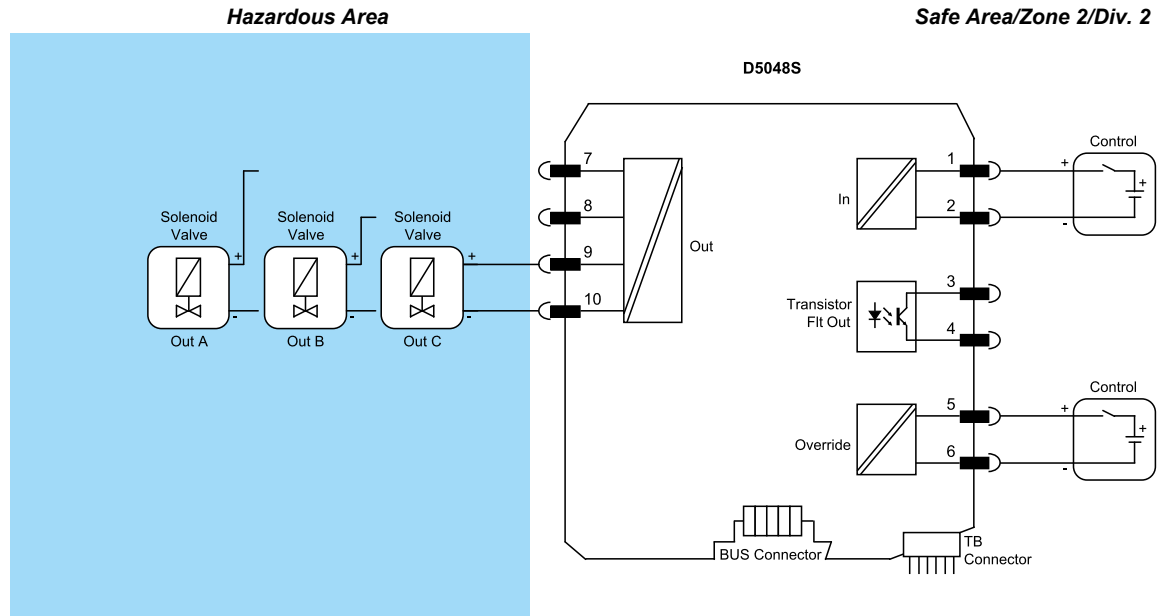 Hazardous Area
Safe Area/Zone 2/Div. 2
D5048S
Solenoid
Valve
+
-
Out A
Solenoid
Valve
+
-
Out B
Solenoid
Valve
+
-
Out C
7
8
9
10
Out
In
1
2
Control
+
-
+
Transistor
Flt Out
3
4
Override
5
6
Control
+
-
+
BUS Connector
TB
Connector